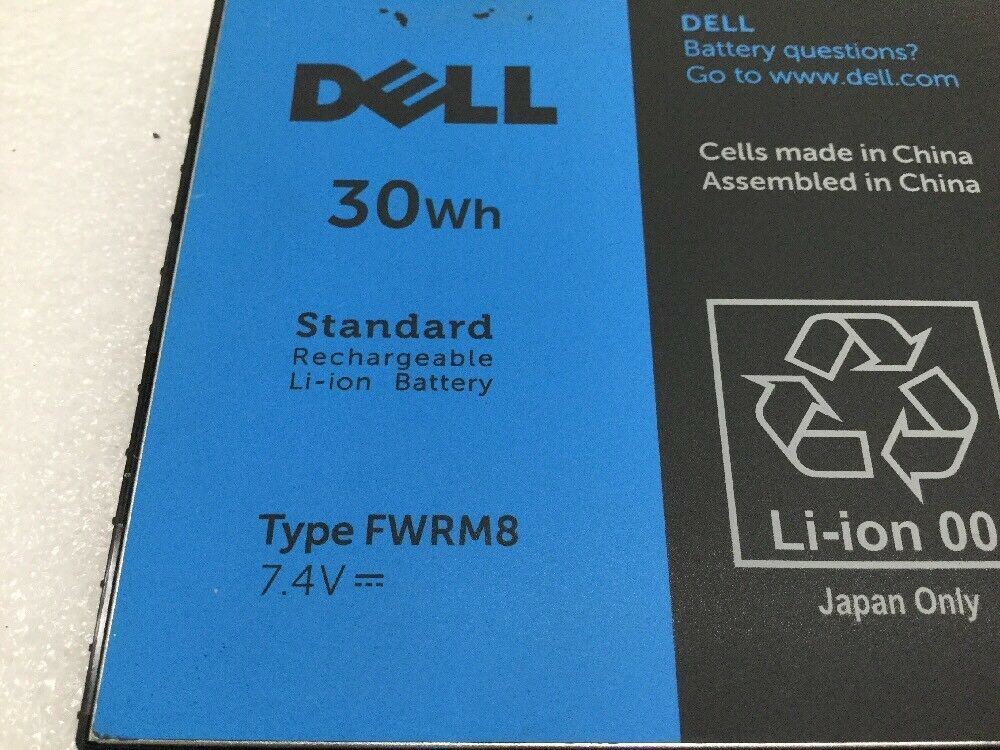 DELL
30Wh
Standard
Rechargeable
Li-ion Battery
Type FWRM8
7.4V ⎓
DELL
Battery questions?
Go to www.dell.com
Cells made in China
Assembled in China
Li-ion 00
Japan Only